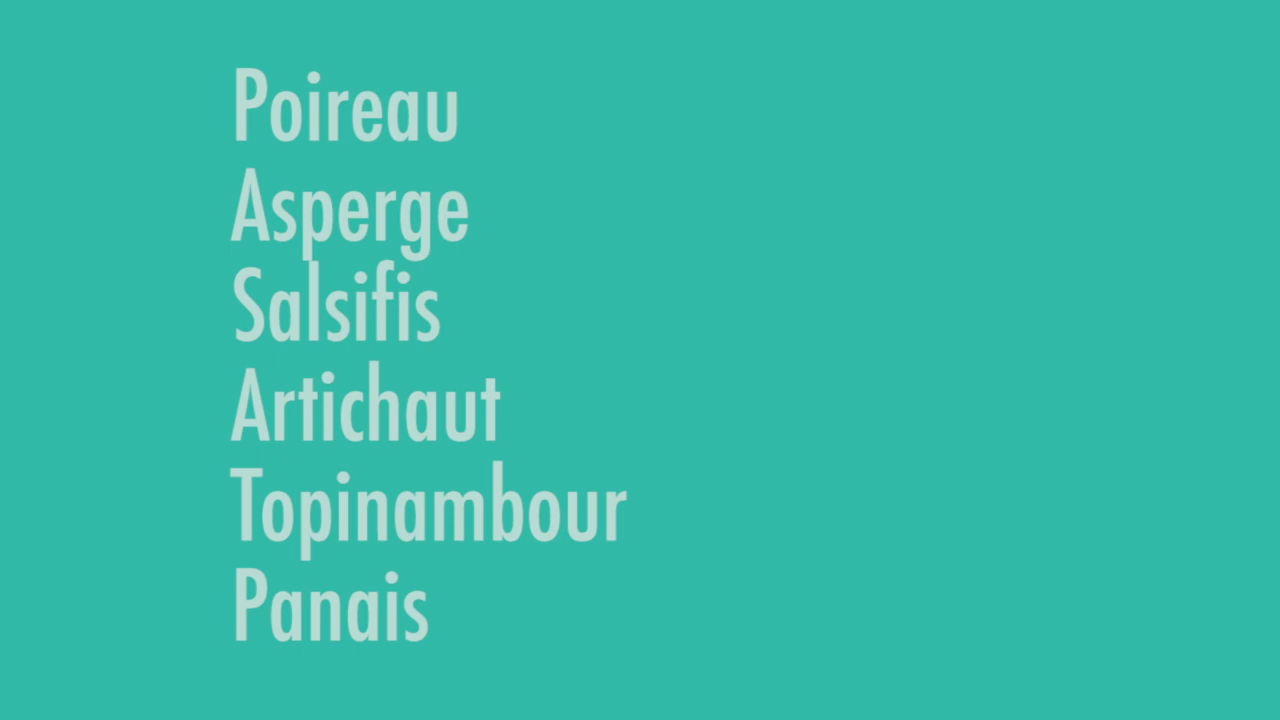 Poireau
Asperge
Salsifis
Artichaut
Topinambour
Panais